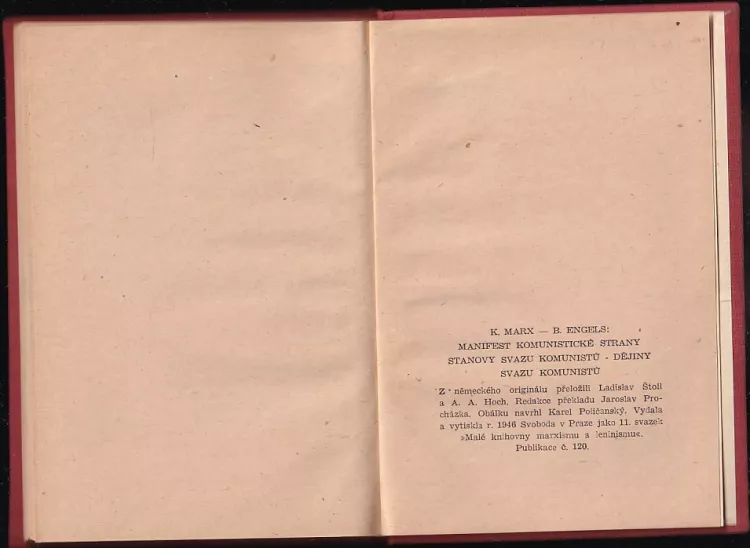 K. MARX — B. ENGELS:
MANIFEST KOMUNISTICKÉ STRANY
STANOVY SVAZU KOMUNISTŮ - DĚJINY
SVAZU KOMUNISTŮ
Z německého originálu přeložili Ladislav Štoll
a A. A. Hoch. Redakce překladu Jaroslav Pro-
cházka. Obálku navrhl Karel Poličanský. Vydala
a vytiskla r. 1946 Svoboda v Praze jako 11. svazek
»Malé knihovny marxismu a leninismu«.
Publikace č. 120.